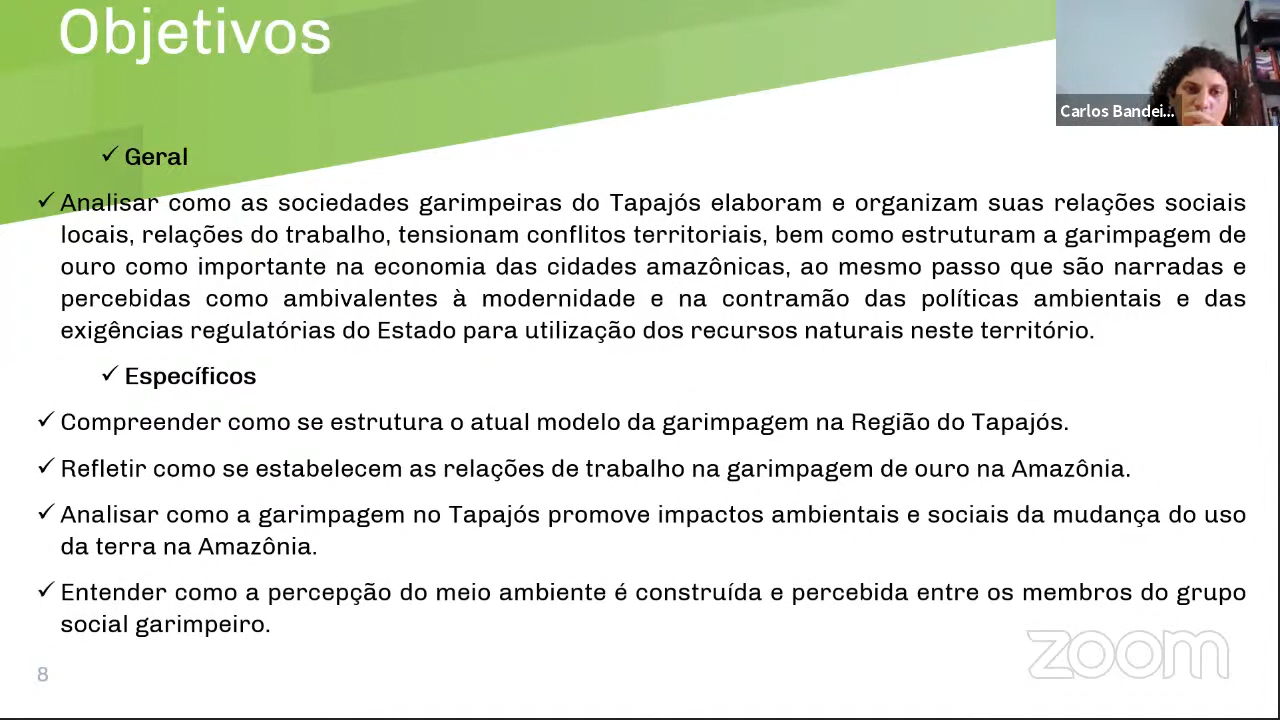 Objetivos
Carlos Bandei...
✓ Geral
✓ Analisar como as sociedades garimpeiras do Tapajós elaboram e organizam suas relações sociais
locais, relações do trabalho, tensionam conflitos territoriais, bem como estruturam a garimpagem de
ouro como importante na economia das cidades amazônicas, ao mesmo passo que são narradas e
percebidas como ambivalentes à modernidade e na contramão das políticas ambientais e das
exigências regulatórias do Estado para utilização dos recursos naturais neste território.
✓ Específicos
✓ Compreender como se estrutura o atual modelo da garimpagem na Região do Tapajós.
✓ Refletir como se estabelecem as relações de trabalho na garimpagem de ouro na Amazônia.
✓ Analisar como a garimpagem no Tapajós promove impactos ambientais e sociais da mudança do uso
da terra na Amazônia.
✓ Entender como a percepção do meio ambiente é construída e percebida entre os membros do grupo
social garimpeiro.
zoom
8